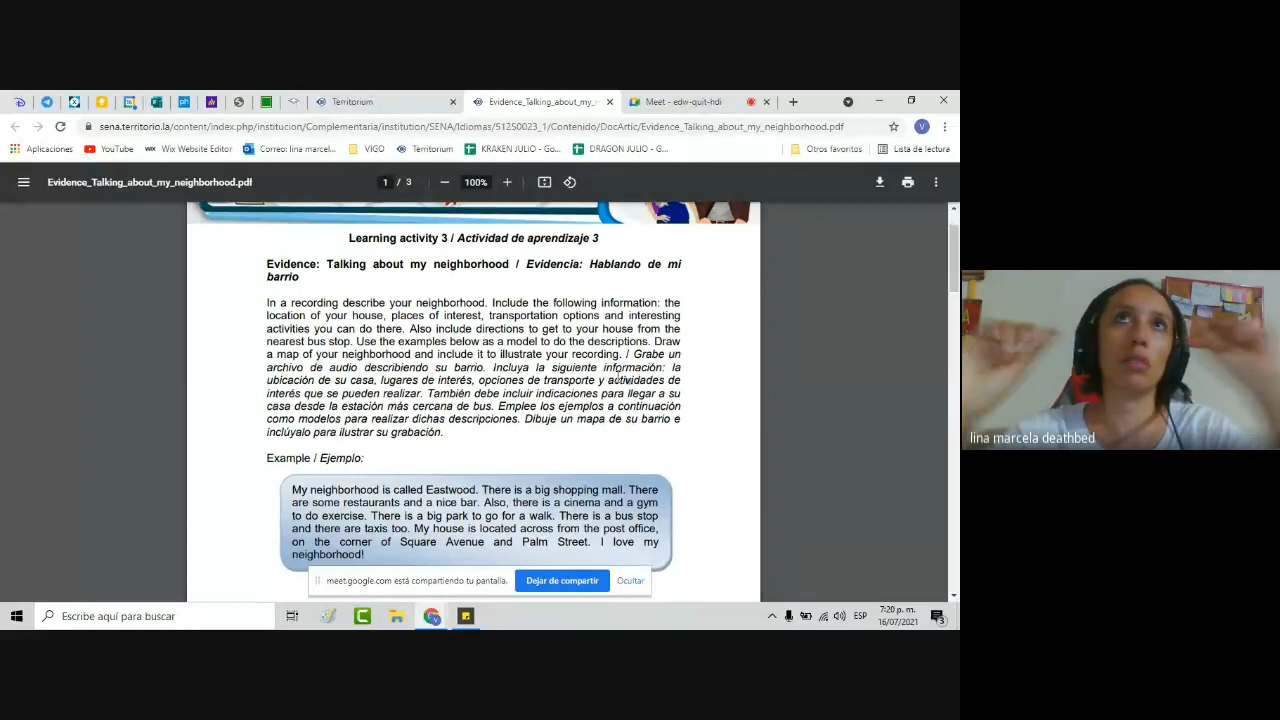 Territorium
Evidence_Talking_about_my_n
Meet - edw-quit-hdi
sena.territorio.la/content/index.php/institucion/Complementaria/institution/SENA/Idiomas/512S0023_1/Contenido/DocArtic/Evidence_Talking_about_my_neighborhood.pdf
V
Aplicaciones
YouTube
Wix Website Editor
Correo: lina marcel...
VIGO
Territorium
KRAKEN JULIO - Go...
DRAGON JULIO - G...
Otros favoritos
Lista de lectura
Evidence_Talking_about_my_neighborhood.pdf
1 / 3
100%
Learning activity 3 / Actividad de aprendizaje 3
Evidence: Talking about my neighborhood / Evidencia: Hablando de mi
barrio
In a recording describe your neighborhood. Include the following information: the
location of your house, places of interest, transportation options and interesting
activities you can do there. Also include directions to get to your house from the
nearest bus stop. Use the examples below as a model to do the descriptions. Draw
a map of your neighborhood and include it to illustrate your recording. / Grabe un
archivo de audio describiendo su barrio. Incluya la siguiente información: la
ubicación de su casa, lugares de interés, opciones de transporte y actividades de
interés que se pueden realizar. También debe incluir indicaciones para llegar a su
casa desde la estación más cercana de bus. Emplee los ejemplos a continuación
como modelos para realizar dichas descripciones. Dibuje un mapa de su barrio e
inclúyalo para ilustrar su grabación.
Example / Ejemplo:
My neighborhood is called Eastwood. There is a big shopping mall. There
are some restaurants and a nice bar. Also, there is a cinema and a gym
to do exercise. There is a big park to go for a walk. There is a bus stop
and there are taxis too. My house is located across from the post office,
on the corner of Square Avenue and Palm Street. I love my
neighborhood!
meet.google.com está compartiendo tu pantalla.
Dejar de compartir
Ocultar
Escribe aquí para buscar
ESP
7:20 p. m.
16/07/2021
3
lina marcela deathbed